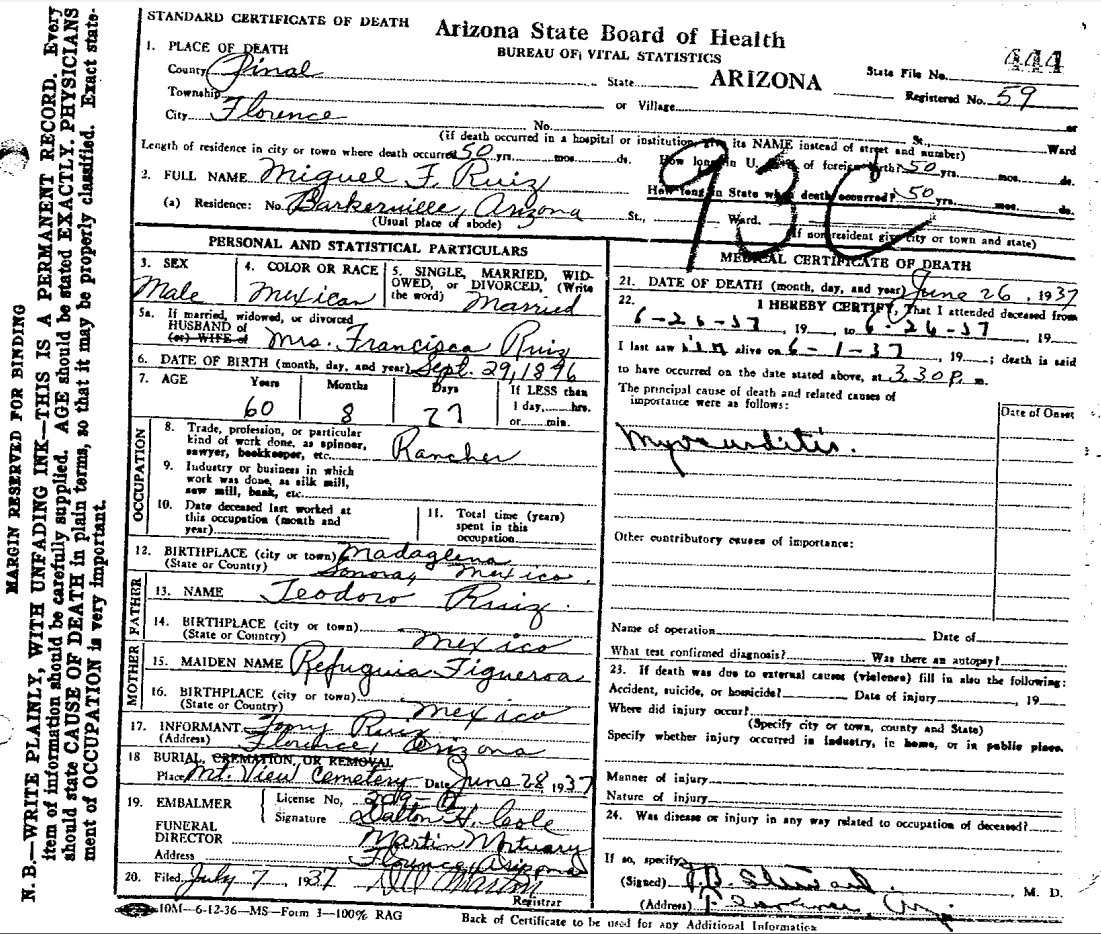 MARGIN RESERVED FOR BINDING
N. B.—WRITE PLAINLY, WITH UNFADING INK—THIS IS A PERMANENT RECORD. Every
item of information should be carefully supplied. AGE should be stated EXACTLY. PHYSICIANS
should state CAUSE OF DEATH in plain terms, so that it may be properly classified. Exact state-
ment of OCCUPATION is very important.
STANDARD CERTIFICATE OF DEATH
Arizona State Board of Health
BUREAU OF VITAL STATISTICS
State File No. 444
1. PLACE OF DEATH
County Pinal State ARIZONA Registered No. 59
Township or Village or
City Florence No. St., Ward
(If death occurred in a hospital or institution, give its NAME instead of street and number)
Length of residence in city or town where death occurred 50 yrs. mos. ds. How long in U. S. if of foreign birth? 50 yrs. mos. ds.
2. FULL NAME Miguel F. Ruiz How long in State when death occurred? 50 yrs. mos. ds.
(a) Residence: No. Barkerville, Arizona St., Ward.
(Usual place of abode) (If nonresident give city or town and state)
93C
PERSONAL AND STATISTICAL PARTICULARS
3. SEX Male
4. COLOR OR RACE Mexican
5. SINGLE, MARRIED, WID-
OWED, or DIVORCED, (Write
the word) Married
5a. If married, widowed, or divorced
HUSBAND of
(or) WIFE of Mrs. Francisca Ruiz
6. DATE OF BIRTH (month, day, and year) Sept. 29, 1876
7. AGE Years Months Days If LESS than
1 day, hrs.
60 8 27 or min.
OCCUPATION
8. Trade, profession, or particular
kind of work done, as spinner,
sawyer, bookkeeper, etc. Rancher
9. Industry or business in which
work was done, as silk mill,
saw mill, bank, etc.
10. Date deceased last worked at
this occupation (month and
year)
11. Total time (years)
spent in this
occupation
12. BIRTHPLACE (city or town) Madaglena
(State or Country) Sonora, Mexico.
FATHER
13. NAME Teodoro Ruiz.
14. BIRTHPLACE (city or town)
(State or Country) Mexico
MOTHER
15. MAIDEN NAME Refuguia Figueroa
16. BIRTHPLACE (city or town)
(State or Country) Mexico
17. INFORMANT Tony Ruiz
(Address) Florence, Arizona
18 BURIAL, CREMATION, OR REMOVAL
Place Mt. View Cemetery Date June 28, 1937
19. EMBALMER License No.
Signature Dalton H. Cole
FUNERAL
DIRECTOR Martin Mortuary
Address Florence, Arizona
20. Filed July 7, 1937
Registrar
MEDICAL CERTIFICATE OF DEATH
21. DATE OF DEATH (month, day, and year) June 26, 1937
22. I HEREBY CERTIFY, That I attended deceased from
6-26-37, 19 to 6-26-37, 19
I last saw him alive on 6-1-37, 19 ; death is said
to have occurred on the date stated above, at 3.30 P. m.
The principal cause of death and related causes of
importance were as follows:
Date of Onset
Myocarditis.
Other contributory causes of importance:
Name of operation Date of
What test confirmed diagnosis? Was there an autopsy?
23. If death was due to external causes (violence) fill in also the following:
Accident, suicide, or homicide? Date of injury , 19
Where did injury occur?
(Specify city or town, county and State)
Specify whether injury occurred in industry, in home, or in public place.
Manner of injury
Nature of injury
24. Was disease or injury in any way related to occupation of deceased?
If so, specify
(Signed) , M. D.
(Address)
10M—6-12-36—MS—Form 3—100% RAG
Back of Certificate to be used for any Additional Information